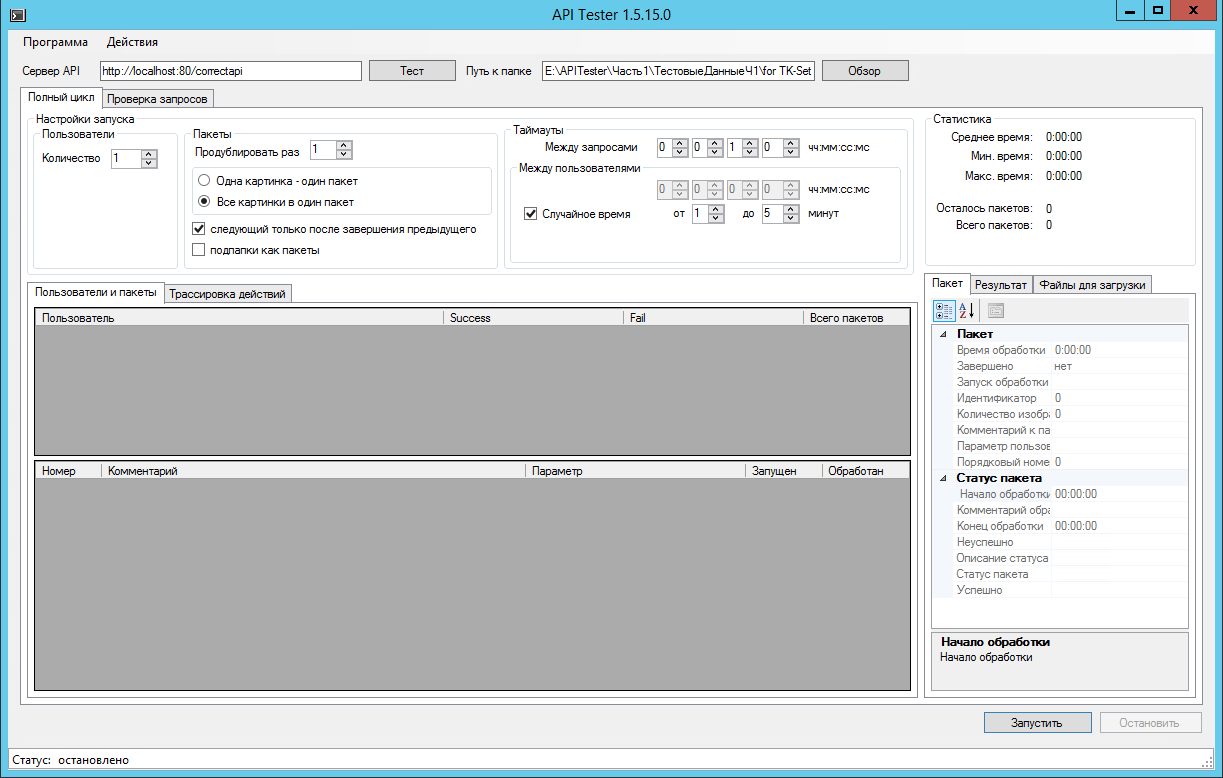 API Tester 1.5.15.0
Программа Действия
Сервер API http://localhost:80/correctapi Тест Путь к папке E:\APITester\Часть1\ТестовыеДанныеЧ1\for TK-Set Обзор
Полный цикл Проверка запросов
Настройки запуска
Пользователи
Количество 1
Пакеты
Продублировать раз 1
Одна картинка - один пакет
Все картинки в один пакет
следующий только после завершения предыдущего
подпапки как пакеты
Таймауты
Между запросами 0 0 1 0 чч:мм:сс:мс
Между пользователями
0 0 0 0 чч:мм:сс:мс
Случайное время от 1 до 5 минут
Статистика
Среднее время: 0:00:00
Мин. время: 0:00:00
Макс. время: 0:00:00
Осталось пакетов: 0
Всего пакетов: 0
Пользователи и пакеты Трассировка действий
Пользователь Success Fail Всего пакетов
Номер Комментарий Параметр Запущен Обработан
Пакет Результат Файлы для загрузки
Пакет
Время обработки 0:00:00
Завершено нет
Запуск обработки
Идентификатор 0
Количество изобра 0
Комментарий к па
Параметр пользов
Порядковый номе 0
Статус пакета
Начало обработки 00:00:00
Комментарий обра
Конец обработки 00:00:00
Неуспешно
Описание статуса
Статус пакета
Успешно
Начало обработки
Начало обработки
Запустить Остановить
Статус: остановлено